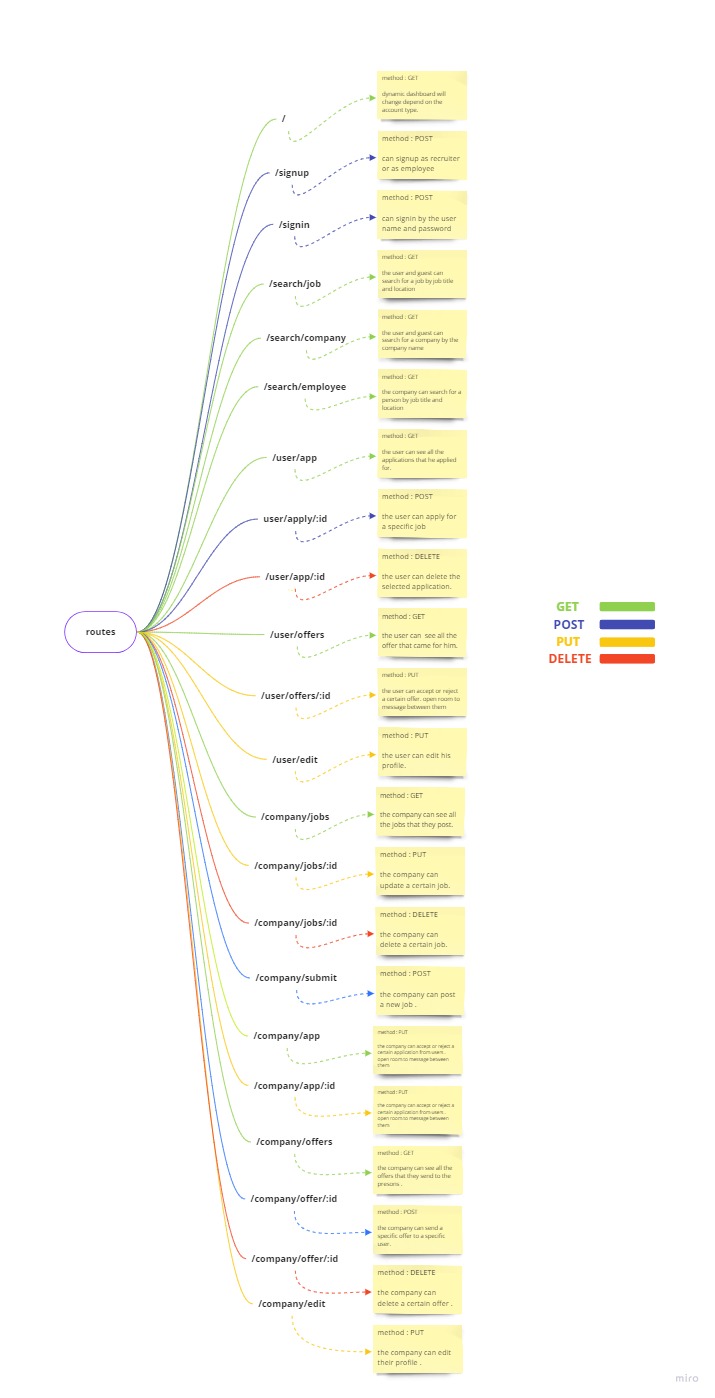 routes
/
method : GET
dynamic dashboard will
change depend on the
account type.
/signup
method : POST
can signup as recruiter
or as employee
/signin
method : POST
can signin by the user
name and password
/search/job
method : GET
the user and guest can
search for a job by job title
and location
/search/company
method : GET
the user and guest can
search for a company by the
company name
/search/employee
method : GET
the company can search for a
person by job title and
location
/user/app
method : GET
the user can see all the
applications that he applied
for.
user/apply/:id
method : POST
the user can apply for
a specific job
/user/app/:id
method : DELETE
the user can delete the
selected application.
/user/offers
method : GET
the user can see all the
offer that came for him.
/user/offers/:id
method : PUT
the user can accept or reject
a certain offer. open room to
message between them
/user/edit
method : PUT
the user can edit his
profile.
/company/jobs
method : GET
the company can see all
the jobs that they post.
/company/jobs/:id
method : PUT
the company can
update a certain job.
/company/jobs/:id
method : DELETE
the company can
delete a certain job.
/company/submit
method : POST
the company can post
a new job .
/company/app
method : PUT
the company can accept or reject a
certain application from users .
open room to message between
them
/company/app/:id
method : PUT
the company can accept or reject a
certain application from users .
open room to message between
them
/company/offers
method : GET
the company can see all the
offers that they send to the
presons .
/company/offer/:id
method : POST
the company can send a
specific offer to a specific
user.
/company/offer/:id
method : DELETE
the company can
delete a certain offer .
/company/edit
method : PUT
the company can edit
their profile .
GET
POST
PUT
DELETE
miro